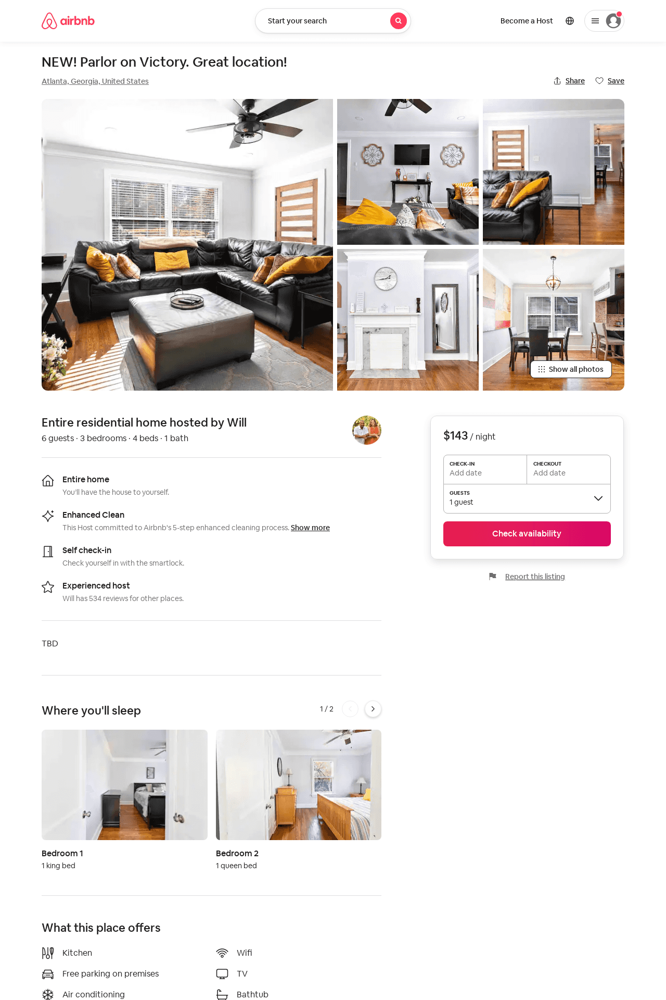 airbnb
Start your search
Become a Host
NEW! Parlor on Victory. Great location!
Atlanta, Georgia, United States
Share
Save
Show all photos
Entire residential home hosted by Will
6 guests · 3 bedrooms · 4 beds · 1 bath
$143 / night
CHECK-IN
Add date
CHECKOUT
Add date
GUESTS
1 guest
Check availability
Report this listing
Entire home
You’ll have the house to yourself.
Enhanced Clean
This Host committed to Airbnb's 5-step enhanced cleaning process. Show more
Self check-in
Check yourself in with the smartlock.
Experienced host
Will has 534 reviews for other places.
TBD
Where you'll sleep
1 / 2
Bedroom 1
1 king bed
Bedroom 2
1 queen bed
What this place offers
Kitchen
Wifi
Free parking on premises
TV
Air conditioning
Bathtub